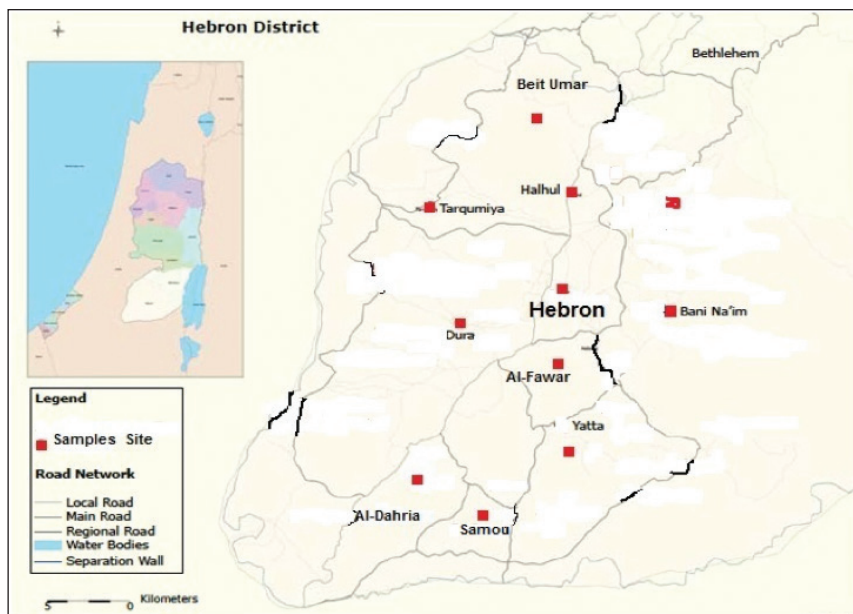 Hebron District
Bethlehem
Beit Umar
Halhul
Tarqumiya
Hebron
Bani Na'im
Dura
Al-Fawar
Yatta
Al-Dahria
Samou
Legend
Samples Site
Road Network
Local Road
Main Road
Regional Road
Water Bodies
Separation Wall
5 0 Kilometers